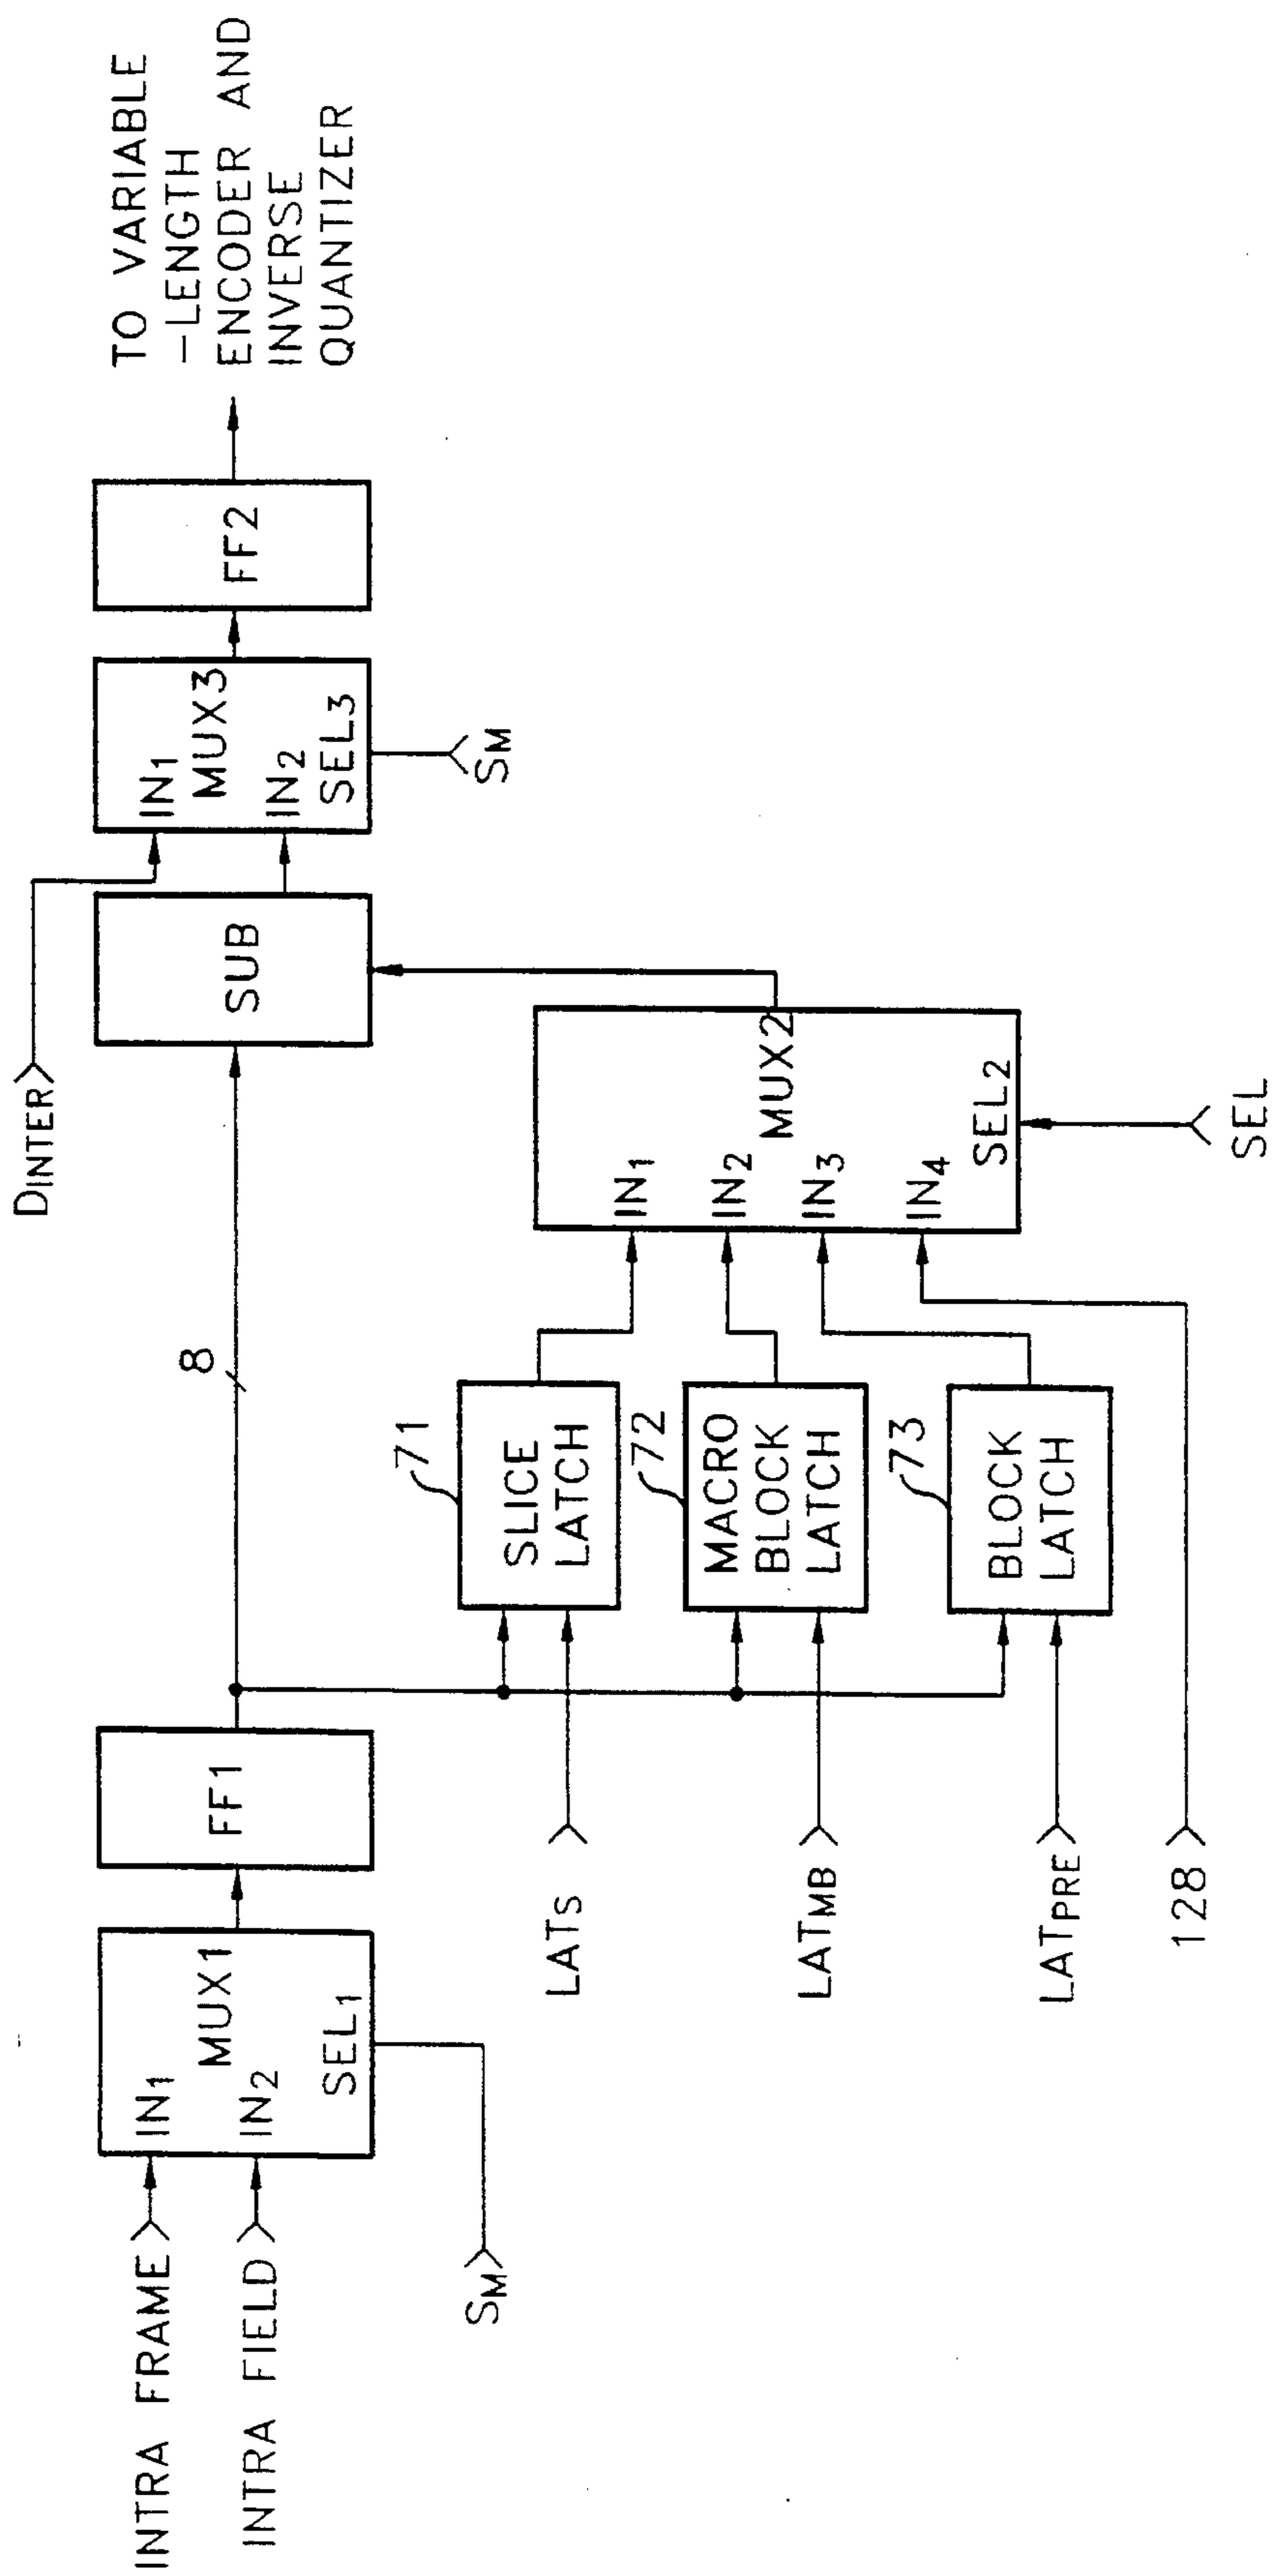 INTRA FRAME
INTRA FIELD
IN1
IN2
MUX1
SEL1
SM
FF1
8
LATS
LATMB
LATPRE
128
71
SLICE
LATCH
72
MACRO
BLOCK
LATCH
73
BLOCK
LATCH
IN1
IN2
IN3
IN4
MUX2
SEL2
SEL
DINTER
SUB
IN1
IN2
MUX3
SEL3
SM
FF2
TO VARIABLE
-LENGTH
ENCODER AND
INVERSE
QUANTIZER